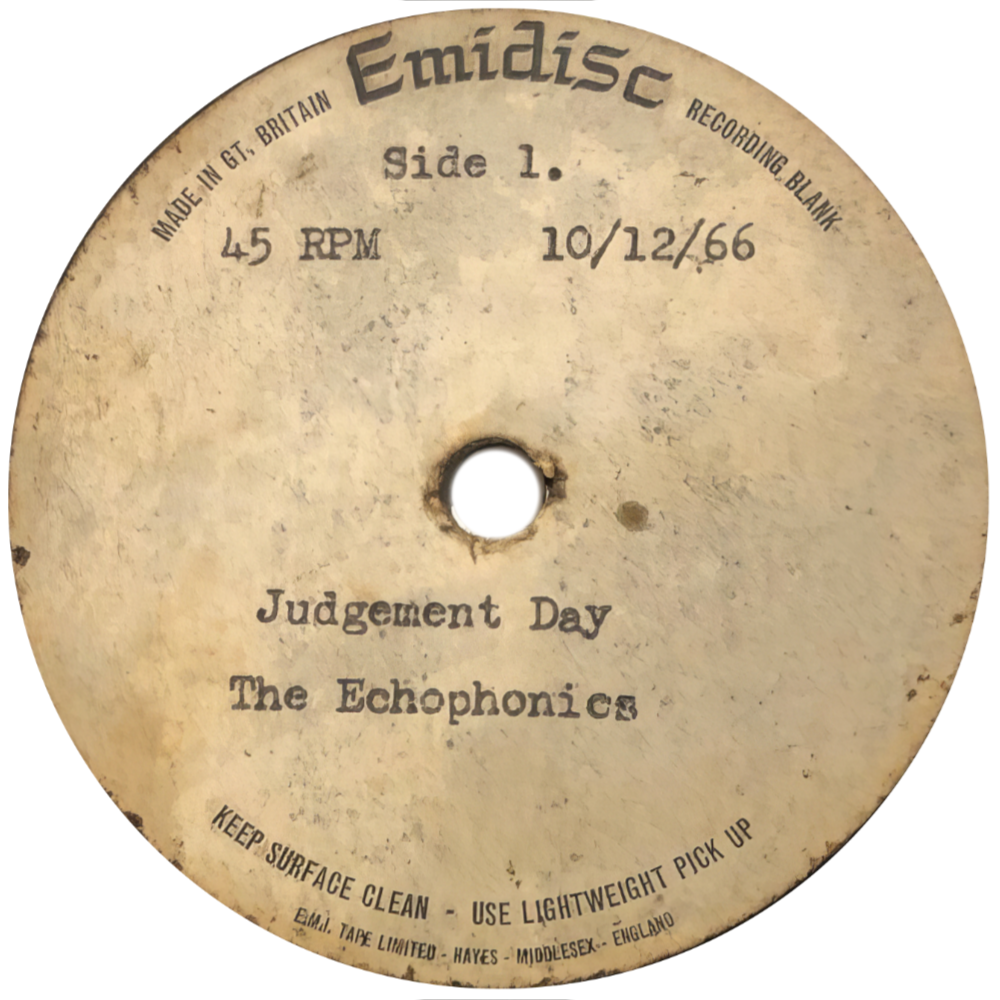 Emidisc
MADE IN GT. BRITAIN
RECORDING BLANK
Side 1.
45 RPM 10/12/66
Judgement Day
The Echophonics
KEEP SURFACE CLEAN - USE LIGHTWEIGHT PICK UP
E.M.I. TAPE LIMITED - HAYES - MIDDLESEX - ENGLAND